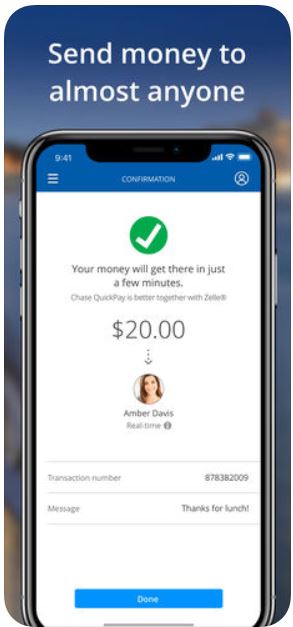 Send money to
almost anyone
9:41
CONFIRMATION
Your money will get there in just
a few minutes.
Chase QuickPay is better together with Zelle®
$20.00
Amber Davis
Real-time
Transaction number 878382009
Message Thanks for lunch!
Done